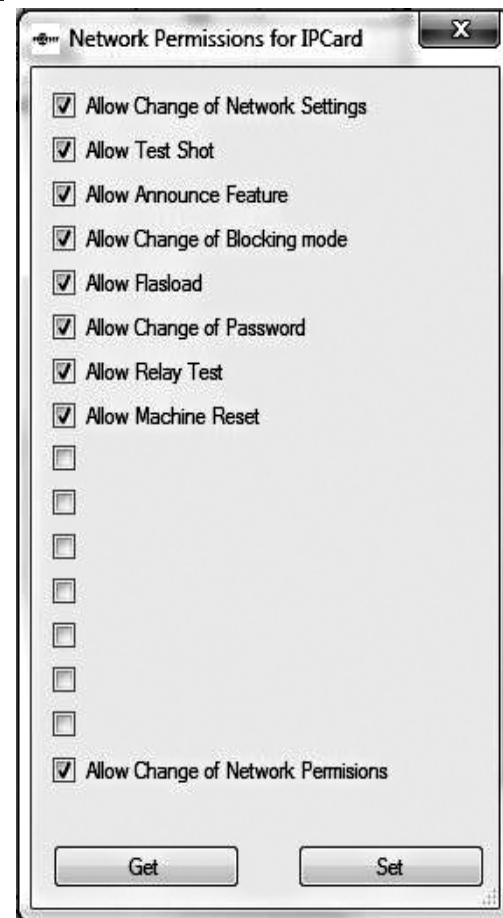 Network Permissions for IPCard
X
Allow Change of Network Settings
Allow Test Shot
Allow Announce Feature
Allow Change of Blocking mode
Allow Flasload
Allow Change of Password
Allow Relay Test
Allow Machine Reset
Allow Change of Network Permisions
Get Set